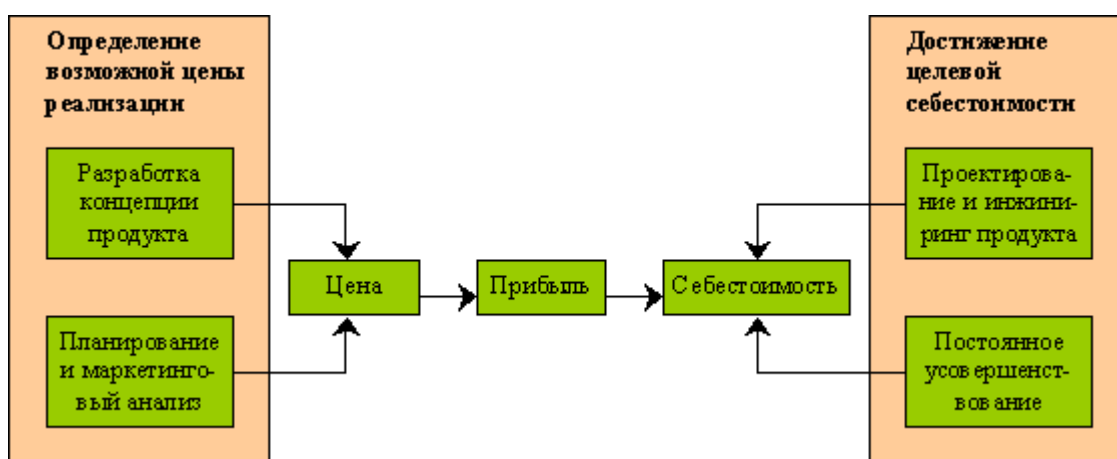 Определение
возможной цены
реализации
Разработка
концепции
продукта
Планирование
и маркетинго-
вый анализ
Цена
Прибыль
Себестоимость
Достижение
целевой
себестоимости
Проектирова-
ние и инжини-
ринг продукта
Постоянное
усовершенст-
вование